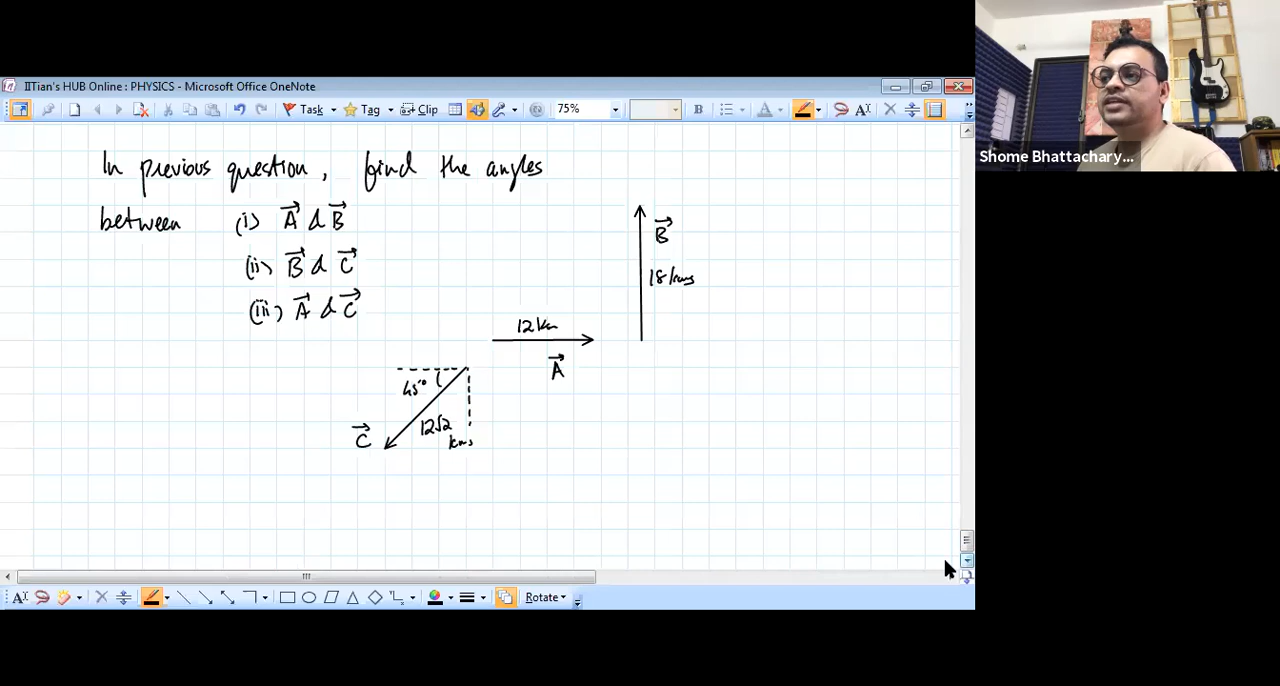 IITian's HUB Online : PHYSICS - Microsoft Office OneNote
Task Tag Clip 75% B A A
Shome Bhattachary...
In previous question, find the angles
between (i) A⃗ & B⃗
(ii) B⃗ & C⃗
(iii) A⃗ & C⃗
B⃗
18 kms
12 km
A⃗
45°
12√2
kms
C⃗
Rotate